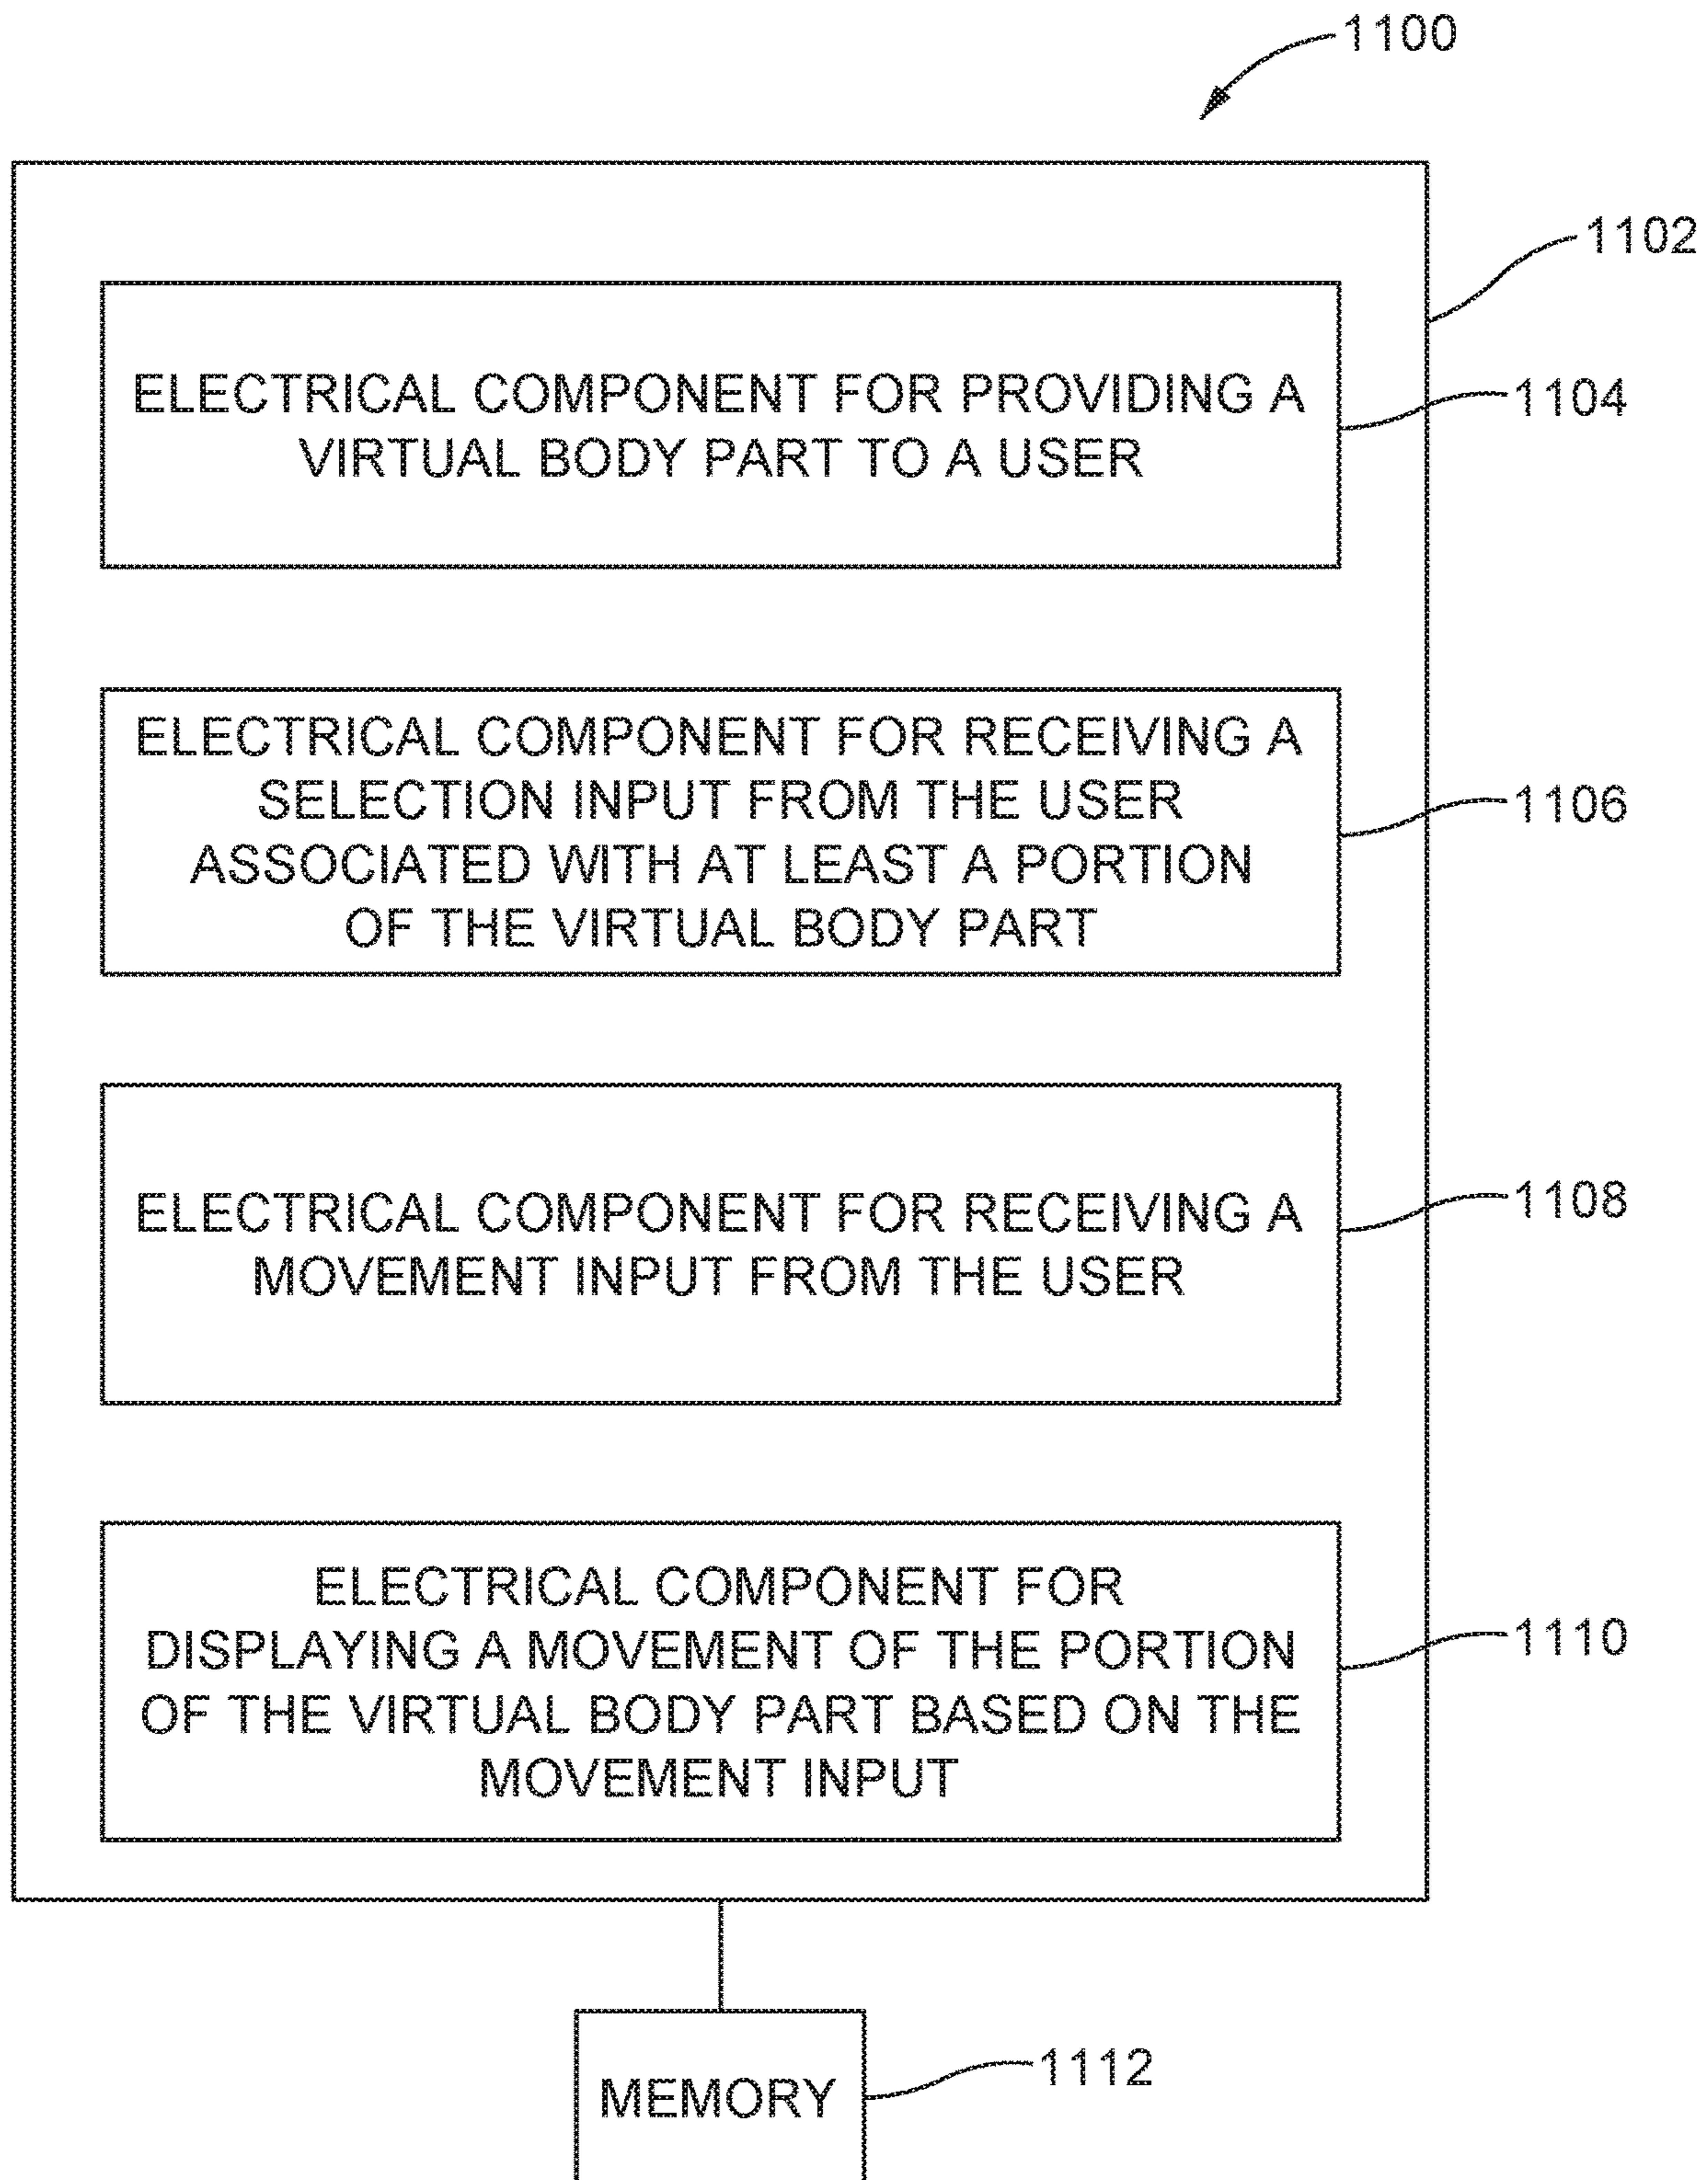 1100
1102
ELECTRICAL COMPONENT FOR PROVIDING A
VIRTUAL BODY PART TO A USER
1104
ELECTRICAL COMPONENT FOR RECEIVING A
SELECTION INPUT FROM THE USER
ASSOCIATED WITH AT LEAST A PORTION
OF THE VIRTUAL BODY PART
1106
ELECTRICAL COMPONENT FOR RECEIVING A
MOVEMENT INPUT FROM THE USER
1108
ELECTRICAL COMPONENT FOR
DISPLAYING A MOVEMENT OF THE PORTION
OF THE VIRTUAL BODY PART BASED ON THE
MOVEMENT INPUT
1110
MEMORY
1112